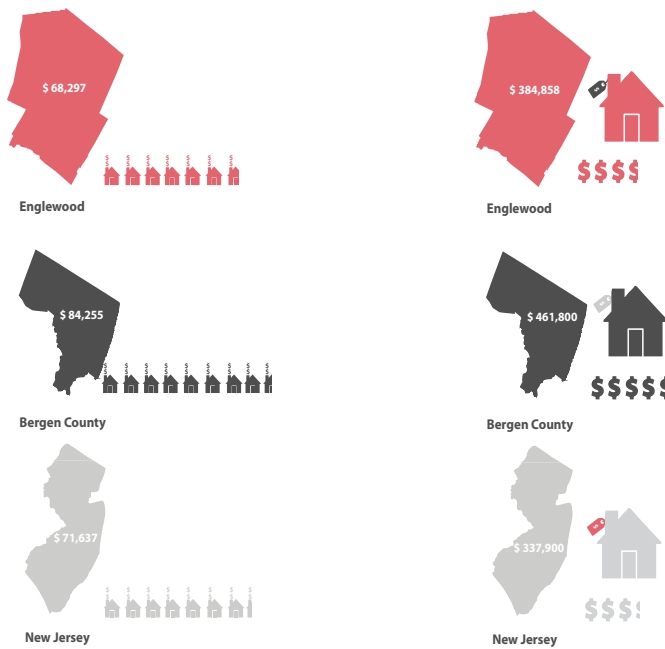 $ 68,297
Englewood
$ 384,858
$ $ $ $
Englewood
$ 84,255
Bergen County
$ 461,800
$ $ $ $ $
Bergen County
$ 71,637
New Jersey
$ 337,900
$ $ $ $
New Jersey